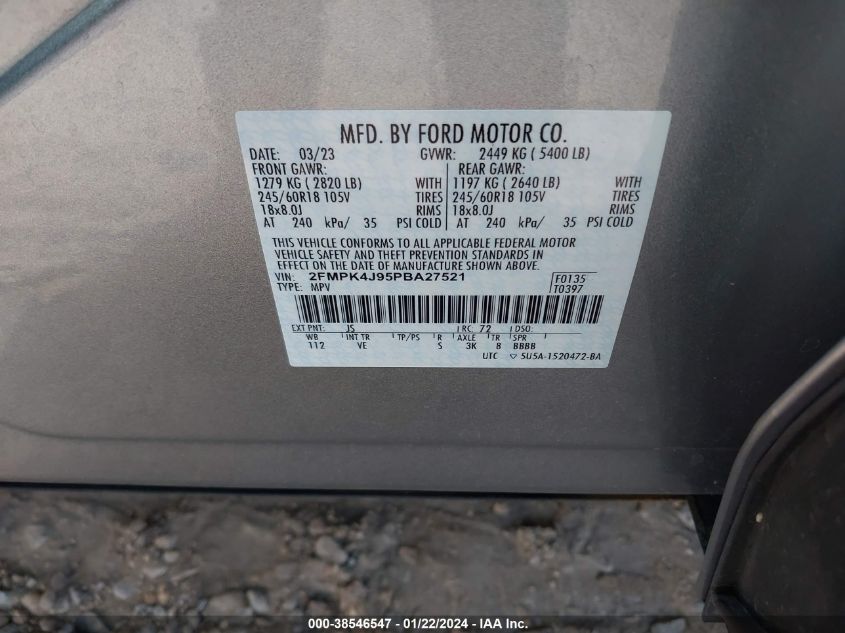 MFD. BY FORD MOTOR CO.
DATE: 03/23 GVWR: 2449 KG ( 5400 LB)
FRONT GAWR: REAR GAWR:
1279 KG ( 2820 LB) WITH 1197 KG ( 2640 LB) WITH
245/60R18 105V TIRES 245/60R18 105V TIRES
18x8.0J RIMS 18x8.0J RIMS
AT 240 kPa/ 35 PSI COLD AT 240 kPa/ 35 PSI COLD
THIS VEHICLE CONFORMS TO ALL APPLICABLE FEDERAL MOTOR
VEHICLE SAFETY AND THEFT PREVENTION STANDARDS IN
EFFECT ON THE DATE OF MANUFACTURE SHOWN ABOVE.
VIN: 2FMPK4J95PBA27521 F0135
TYPE: MPV T0397
EXT PNT: JS RC: 72 DSO:
WB INT TR TP/PS R AXLE TR SPR
112 VE S 3K 8 BBBB
UTC ▽ 5U5A-1520472-BA
000-38546547 - 01/22/2024 - IAA Inc.